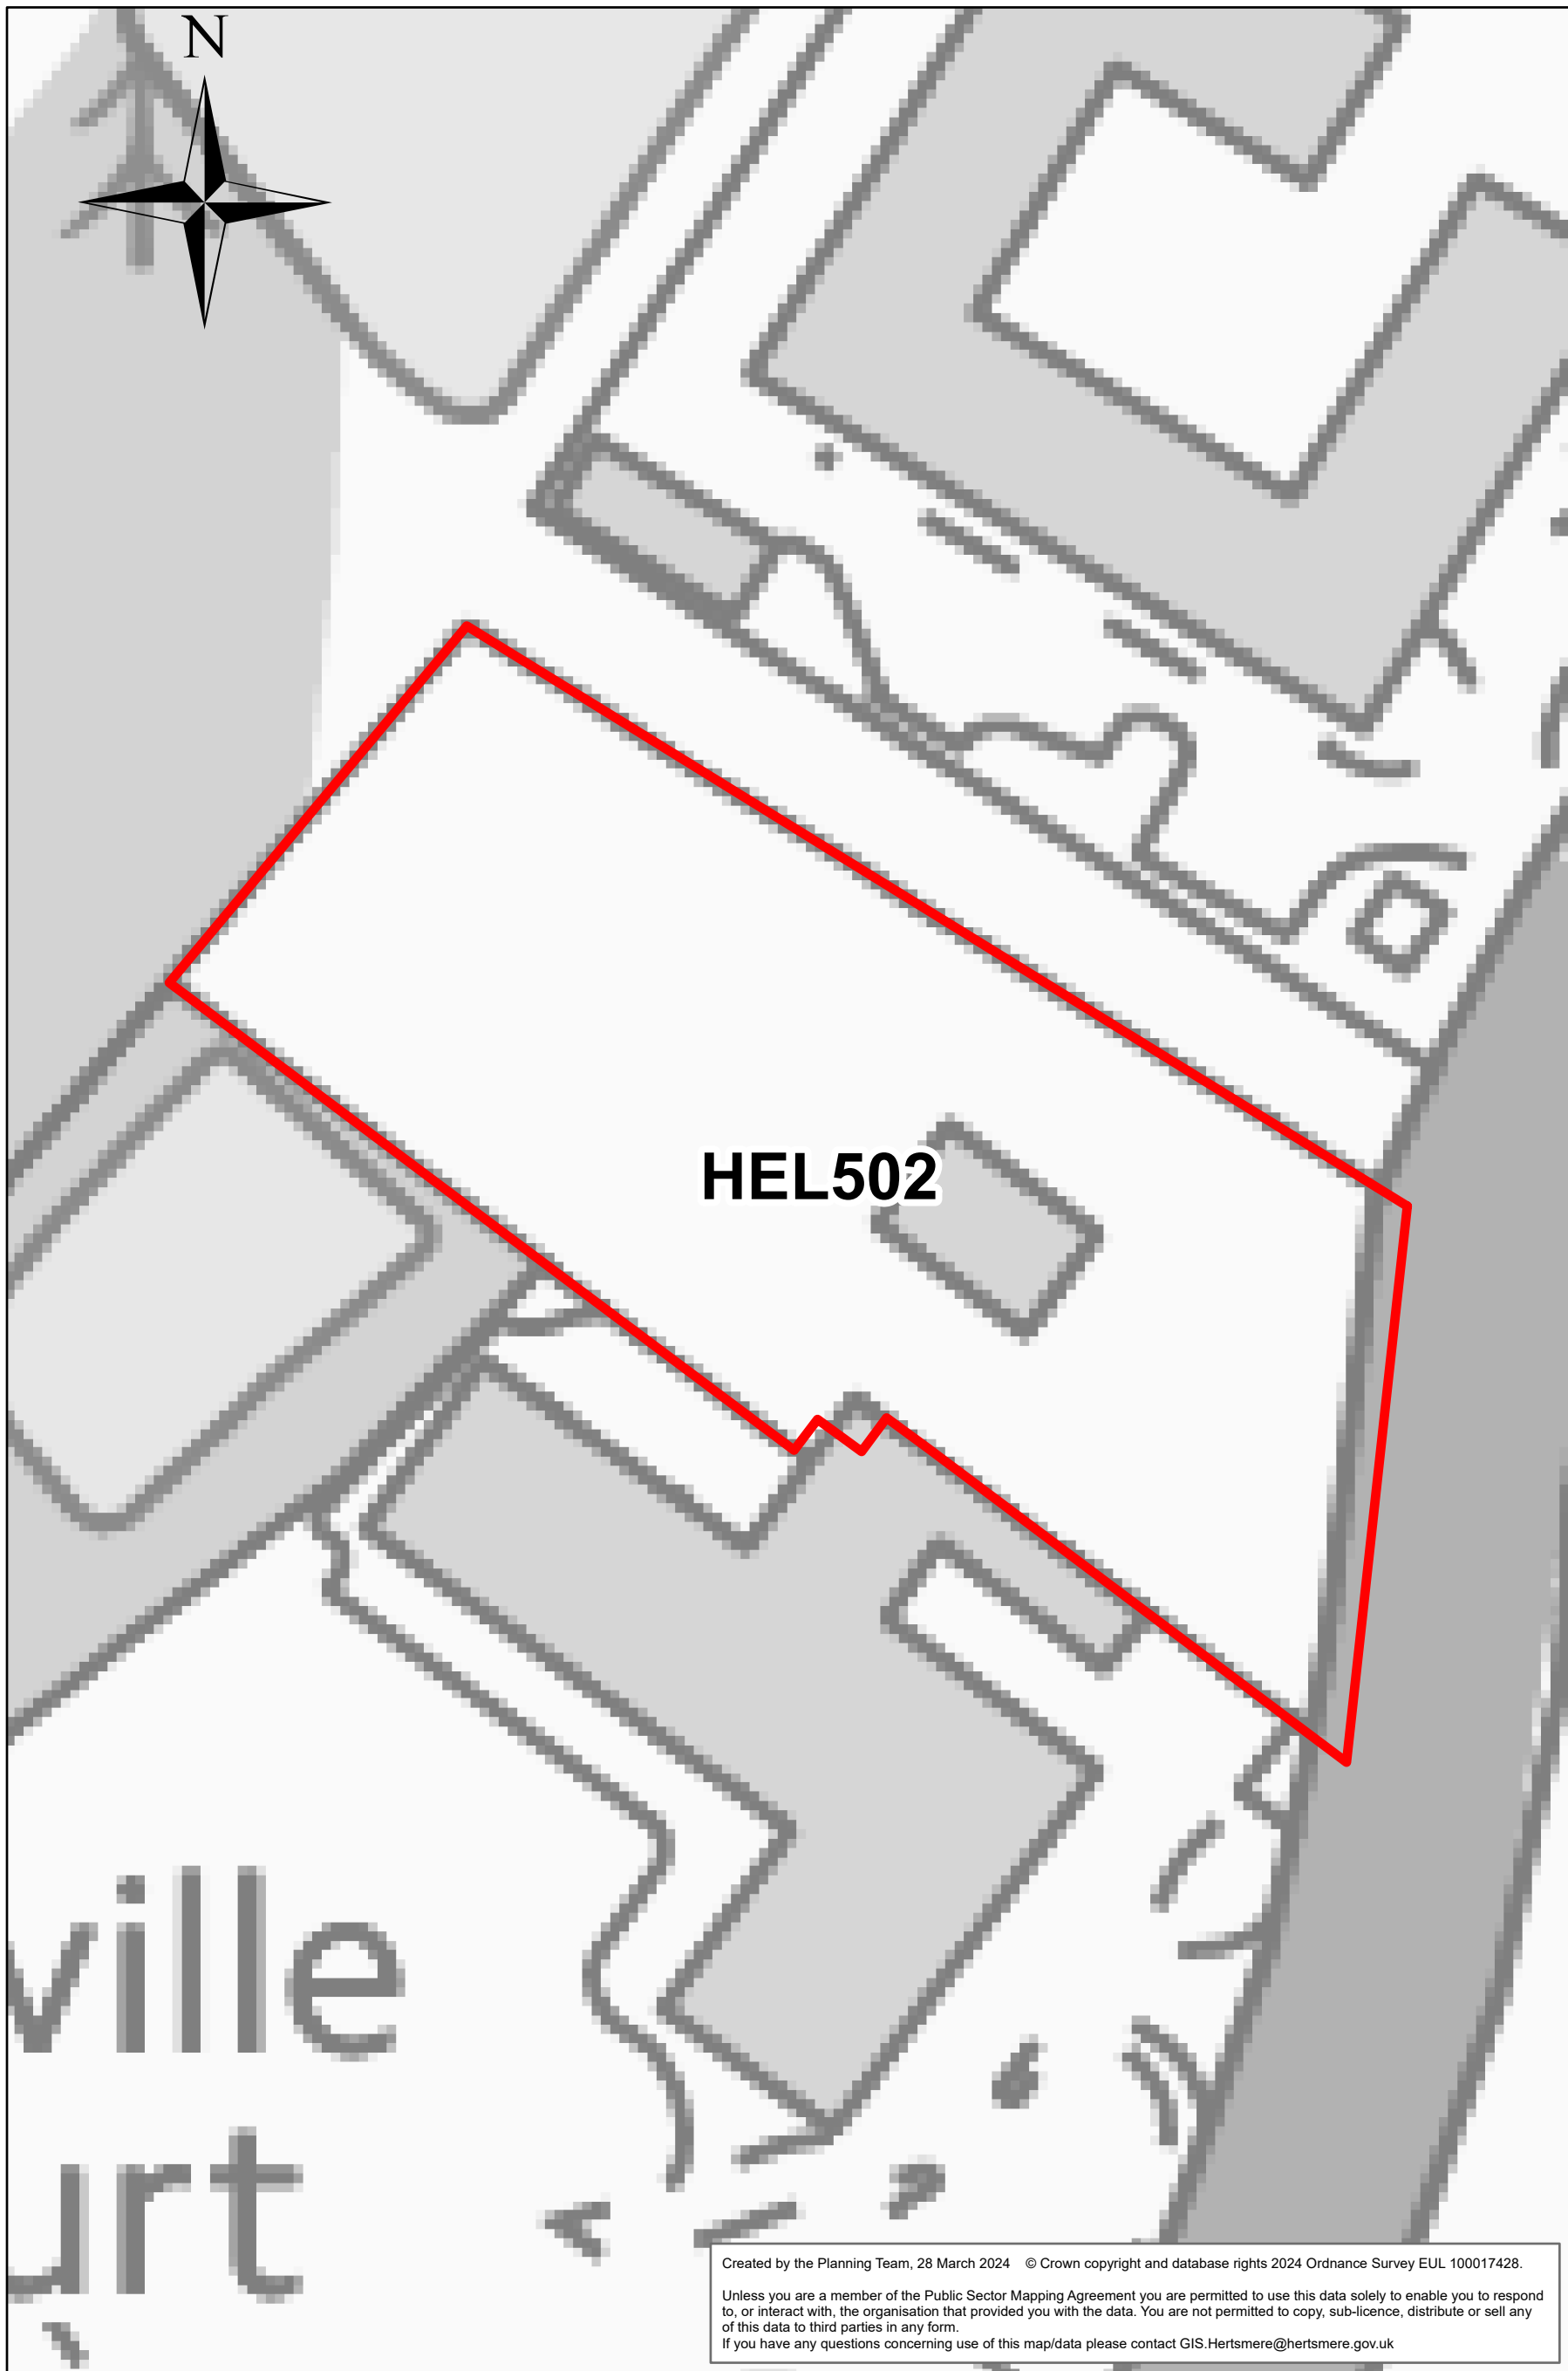 N
HEL502
ville
urt
Created by the Planning Team, 28 March 2024 © Crown copyright and database rights 2024 Ordnance Survey EUL 100017428.
Unless you are a member of the Public Sector Mapping Agreement you are permitted to use this data solely to enable you to respond
to, or interact with, the organisation that provided you with the data. You are not permitted to copy, sub-licence, distribute or sell any
of this data to third parties in any form.
If you have any questions concerning use of this map/data please contact GIS.Hertsmere@hertsmere.gov.uk